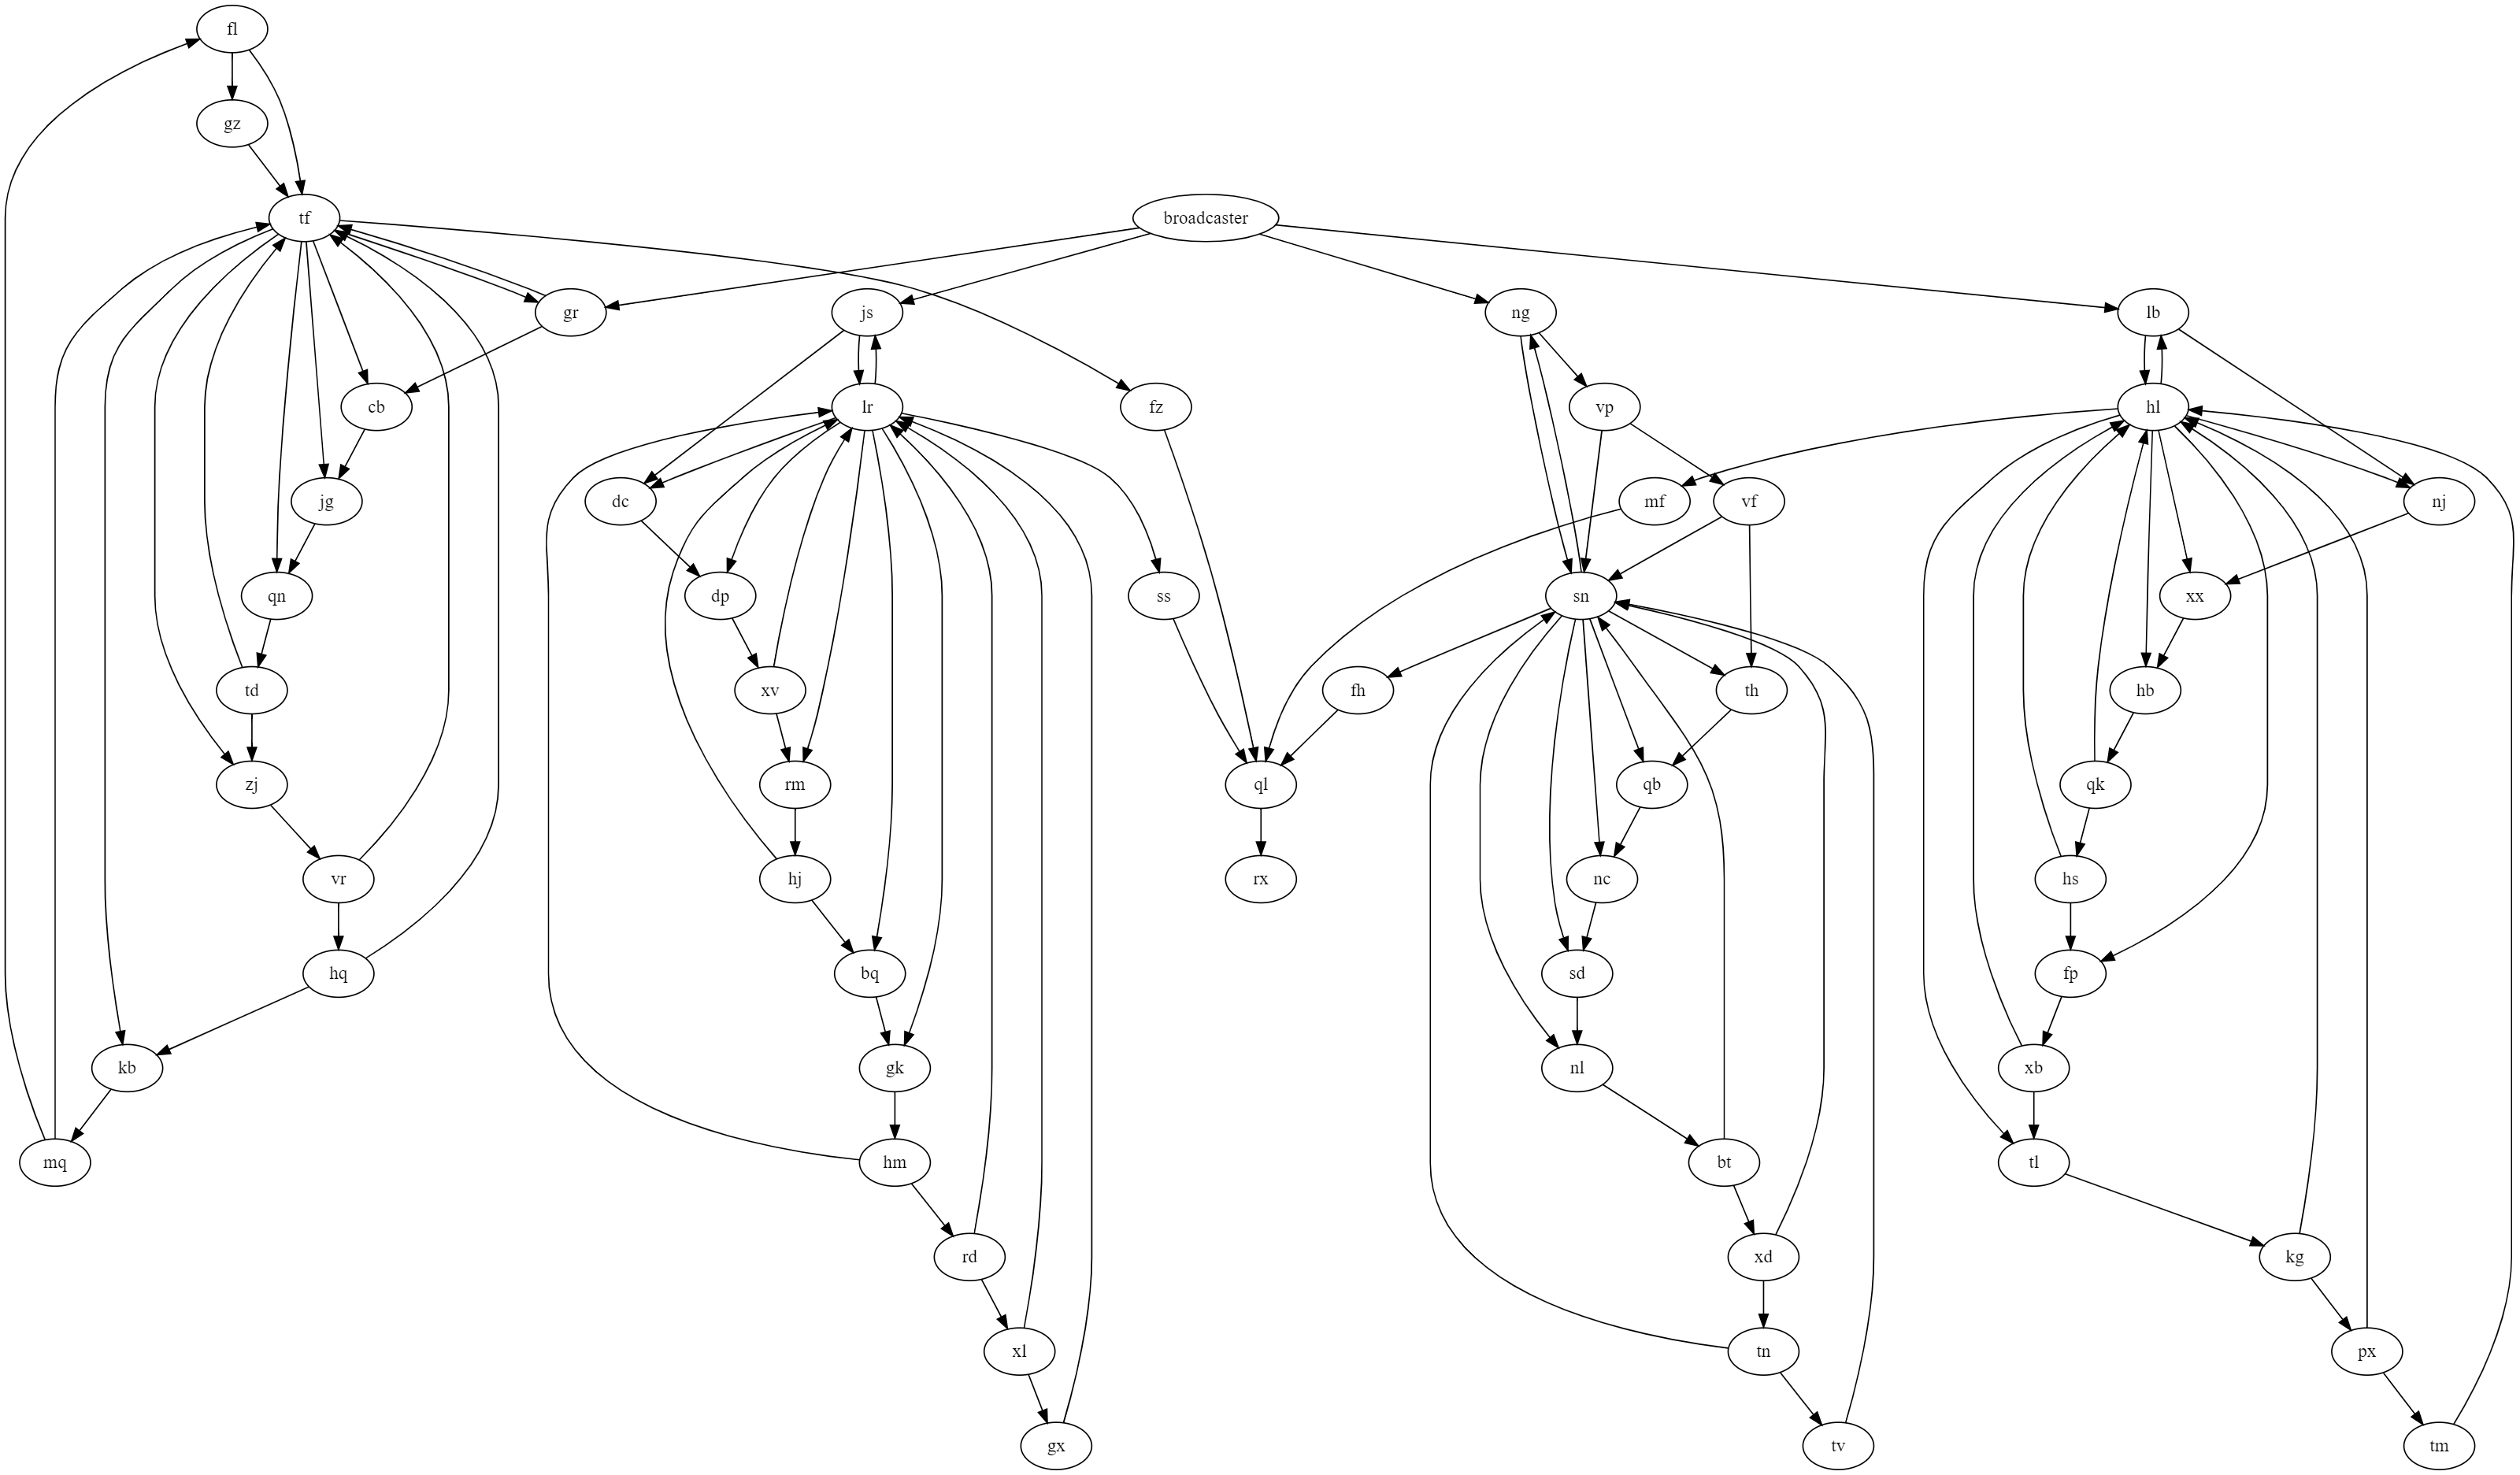 fl
gz
tf
broadcaster
gr
js
ng
lb
cb
lr
fz
vp
hl
jg
dc
mf
vf
nj
qn
dp
ss
sn
xx
td
xv
fh
th
hb
zj
rm
ql
qb
qk
vr
hj
rx
nc
hs
hq
bq
sd
fp
kb
gk
nl
xb
mq
hm
bt
tl
rd
xd
kg
xl
tn
px
gx
tv
tm